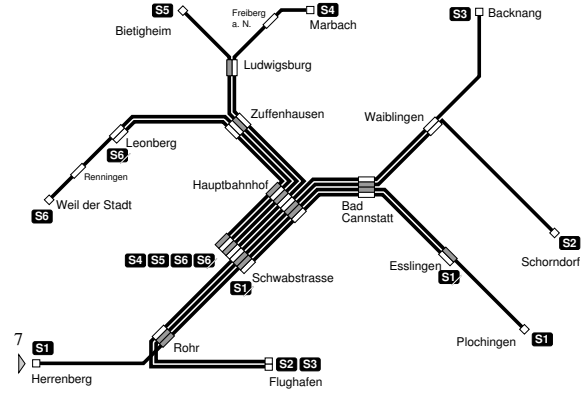 S5
Bietigheim
Freiberg
a. N.
S4
Marbach
S3
Backnang
Ludwigsburg
Zuffenhausen
Waiblingen
Leonberg
S6
Renningen
Hauptbahnhof
S6
Weil der Stadt
Bad
Cannstatt
S2
Schorndorf
S4 S5 S6 S6
Schwabstrasse
S1
Esslingen
S1
Plochingen
S1
7
S1
Herrenberg
Rohr
S2 S3
Flughafen